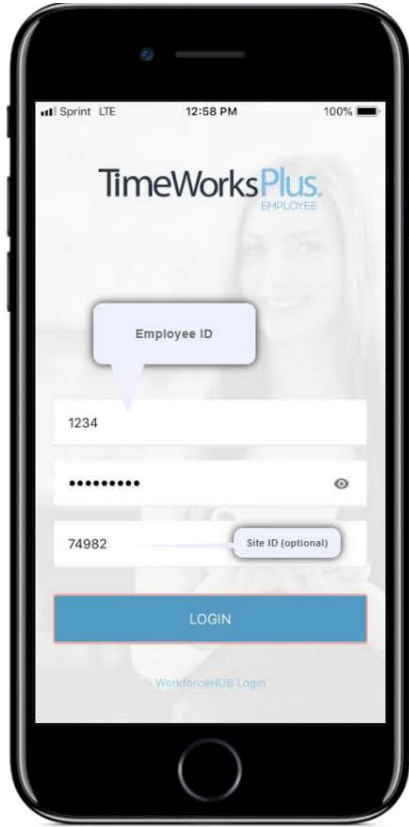 Sprint LTE 12:58 PM 100%
TimeWorksPlus®
EMPLOYEE
Employee ID
1234
•••••••••
74982 Site ID (optional)
LOGIN
WorkforceHUB Login